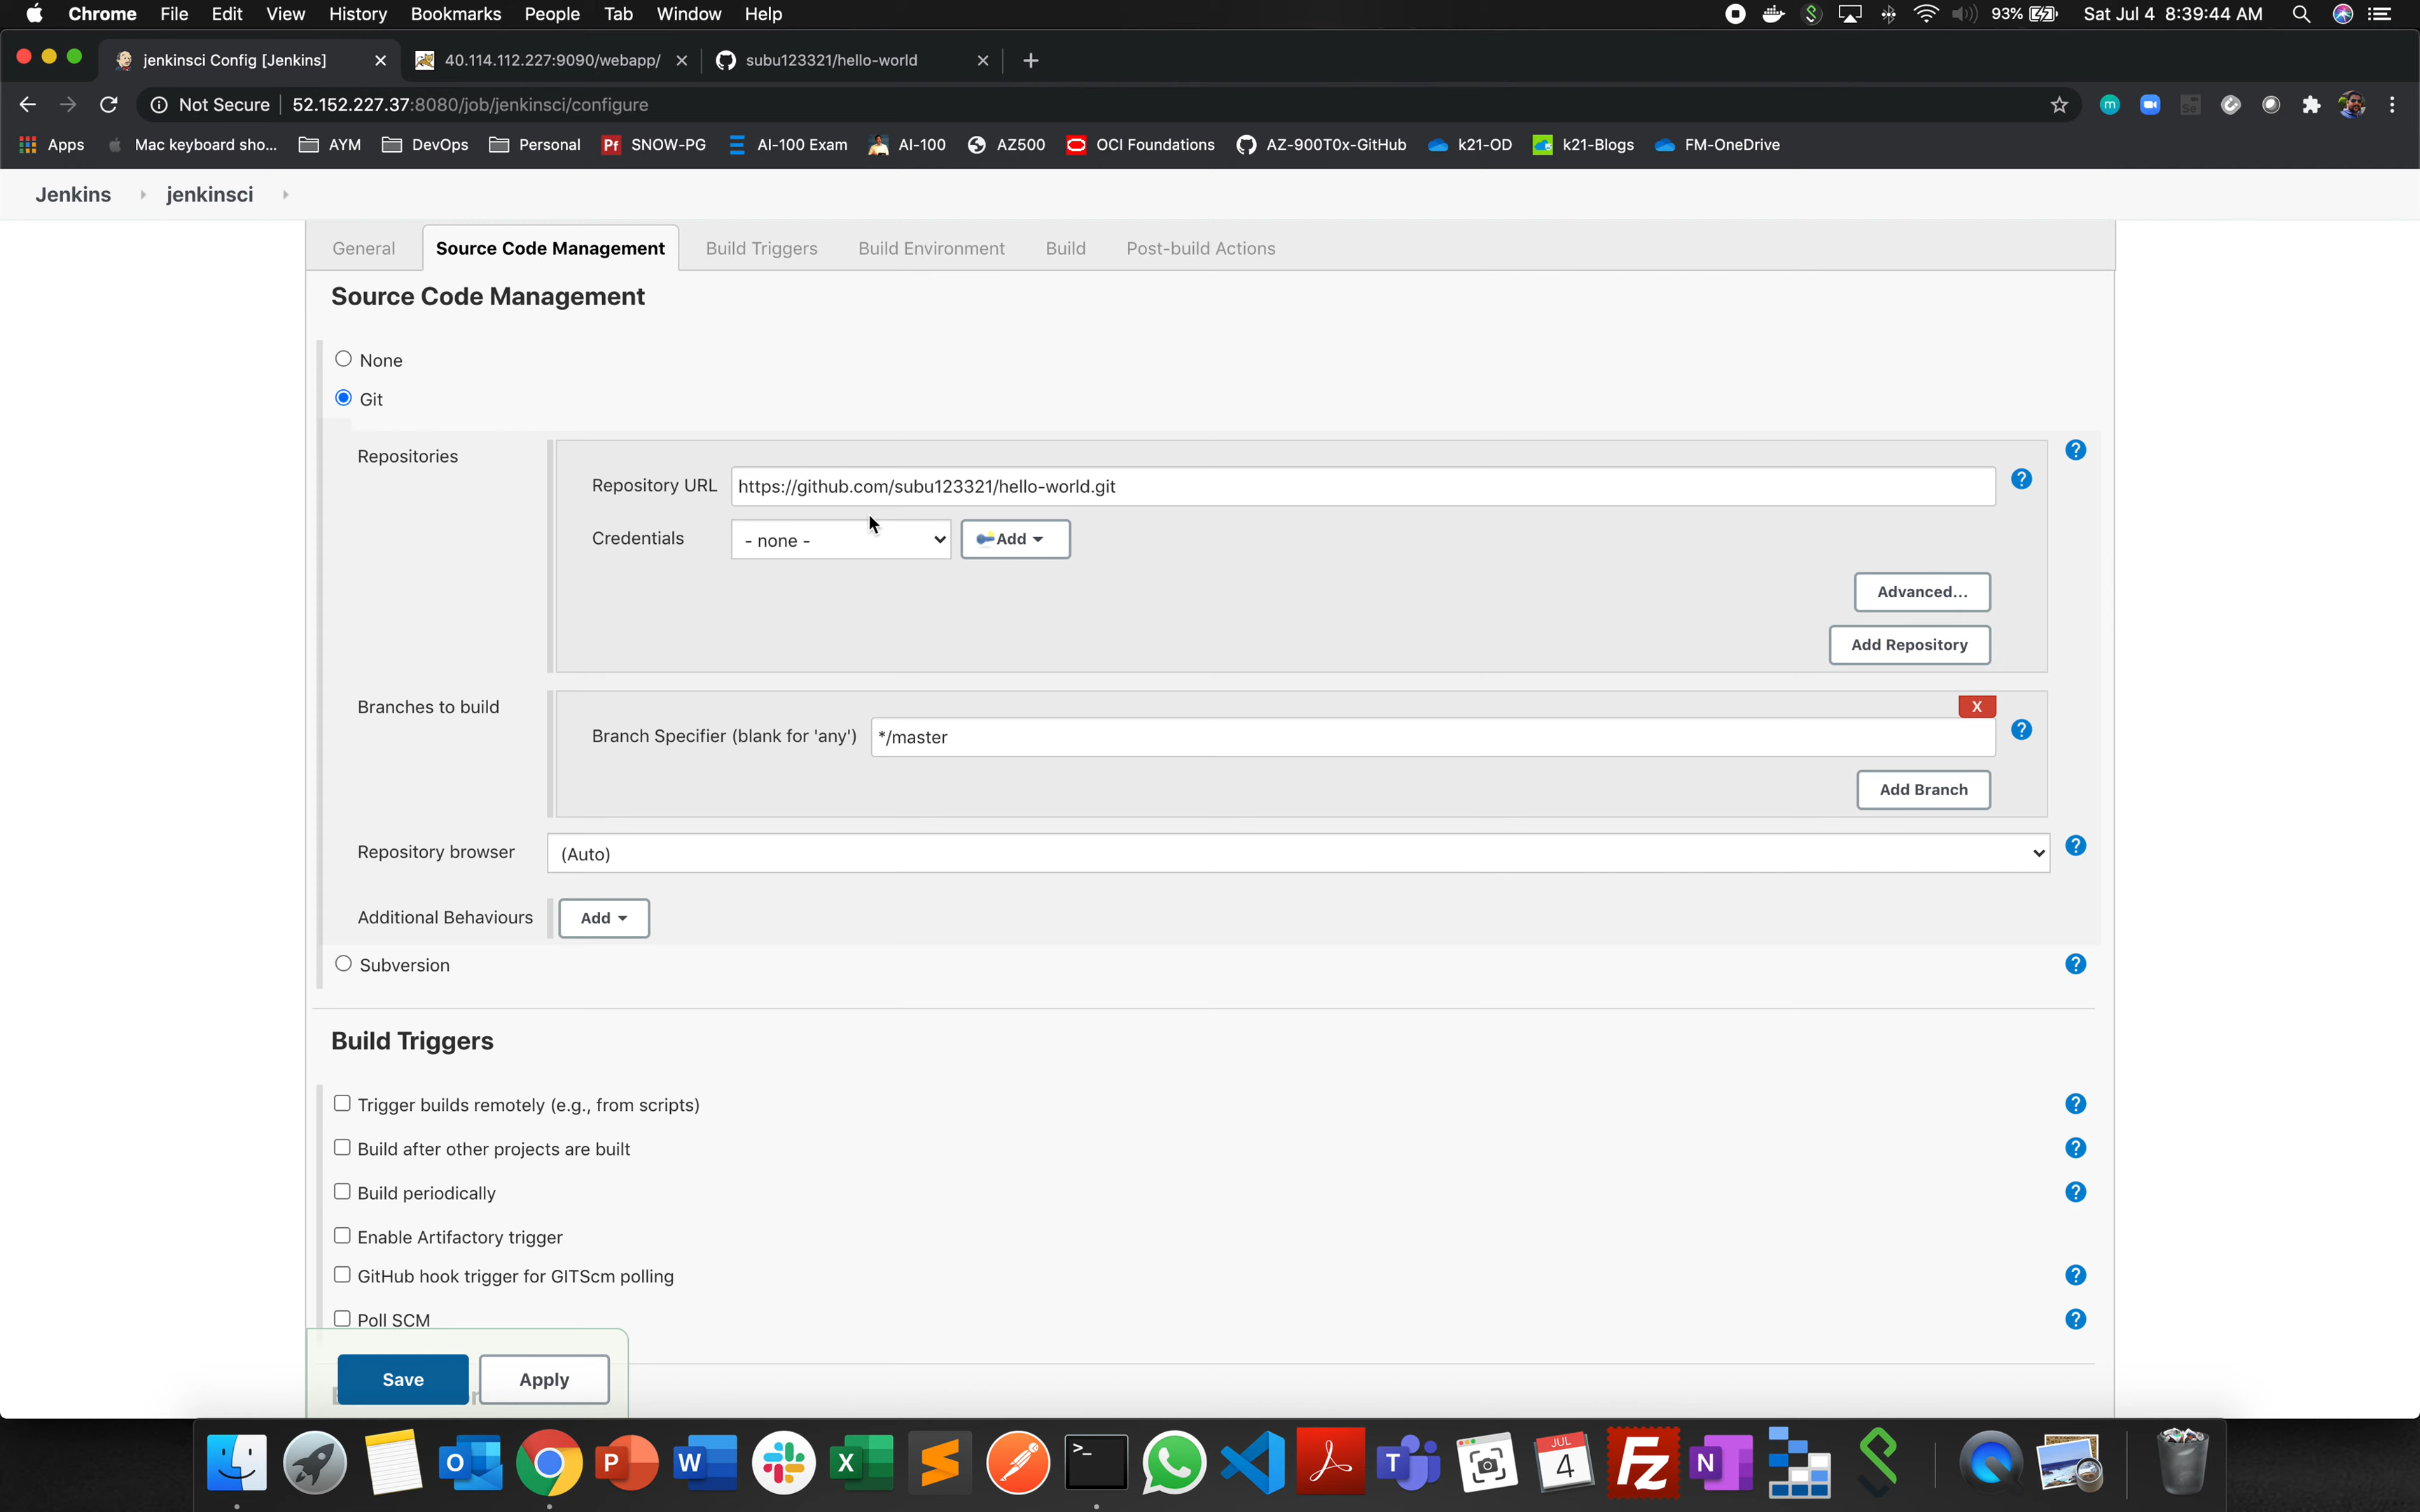 Chrome File Edit View History Bookmarks People Tab Window Help 93% Sat Jul 4 8:39:44 AM
jenkinsci Config [Jenkins] 40.114.112.227:9090/webapp/ subu123321/hello-world
Not Secure 52.152.227.37:8080/job/jenkinsci/configure
Apps Mac keyboard sho... AYM DevOps Personal Pf SNOW-PG AI-100 Exam AI-100 AZ500 OCI Foundations AZ-900T0x-GitHub k21-OD k21-Blogs FM-OneDrive
Jenkins jenkinsci
General Source Code Management Build Triggers Build Environment Build Post-build Actions
Source Code Management
None
Git
Repositories
Repository URL https://github.com/subu123321/hello-world.git
Credentials - none - Add
Advanced...
Add Repository
Branches to build
X
Branch Specifier (blank for 'any') */master
Add Branch
Repository browser (Auto)
Additional Behaviours Add
Subversion
Build Triggers
Trigger builds remotely (e.g., from scripts)
Build after other projects are built
Build periodically
Enable Artifactory trigger
GitHub hook trigger for GITScm polling
Poll SCM
Save Apply
JUL
4